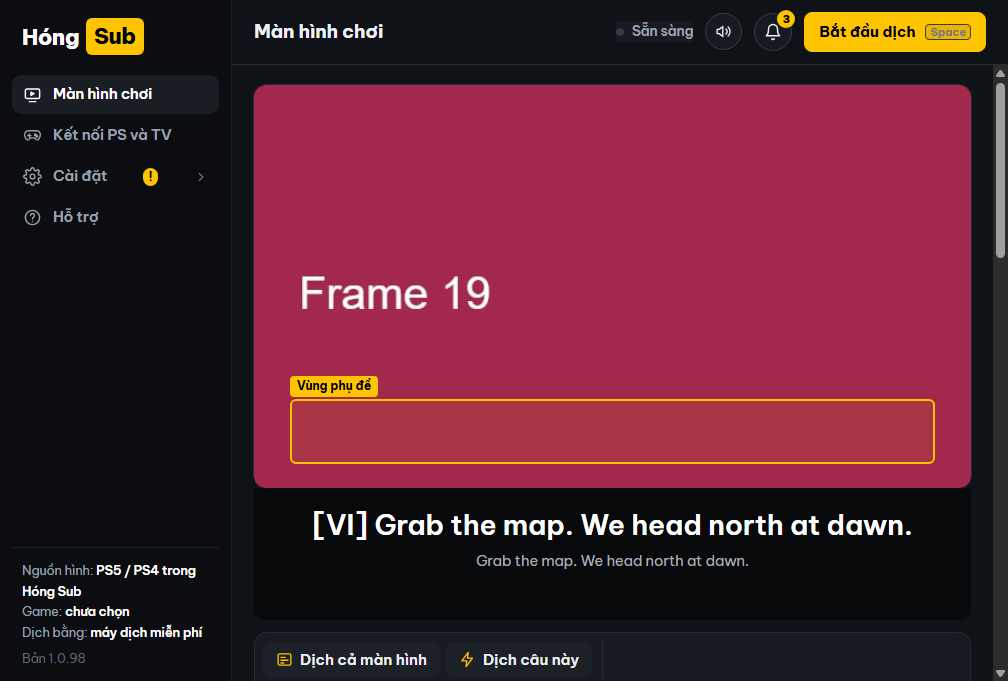 Hóng Sub
Màn hình chơi
Kết nối PS và TV
Cài đặt !
Hỗ trợ
Nguồn hình: PS5 / PS4 trong
Hóng Sub
Game: chưa chọn
Dịch bằng: máy dịch miễn phí
Bản 1.0.98
Màn hình chơi
Sẵn sàng
3
Bắt đầu dịch Space
Frame 19
Vùng phụ đề
[VI] Grab the map. We head north at dawn.
Grab the map. We head north at dawn.
Dịch cả màn hình
Dịch câu này